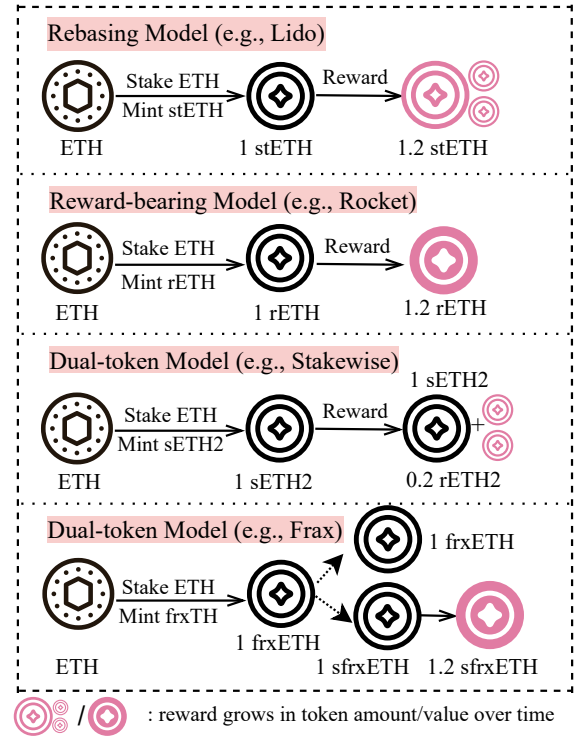 Rebasing Model (e.g., Lido)
Stake ETH
Mint stETH
Reward
ETH
1 stETH
1.2 stETH
Reward-bearing Model (e.g., Rocket)
Stake ETH
Mint rETH
Reward
ETH
1 rETH
1.2 rETH
Dual-token Model (e.g., Stakewise)
1 sETH2
Stake ETH
Mint sETH2
Reward
+
ETH
1 sETH2
0.2 rETH2
Dual-token Model (e.g., Frax)
1 frxETH
Stake ETH
Mint frxTH
1 frxETH
ETH
1 sfrxETH
1.2 sfrxETH
/ : reward grows in token amount/value over time